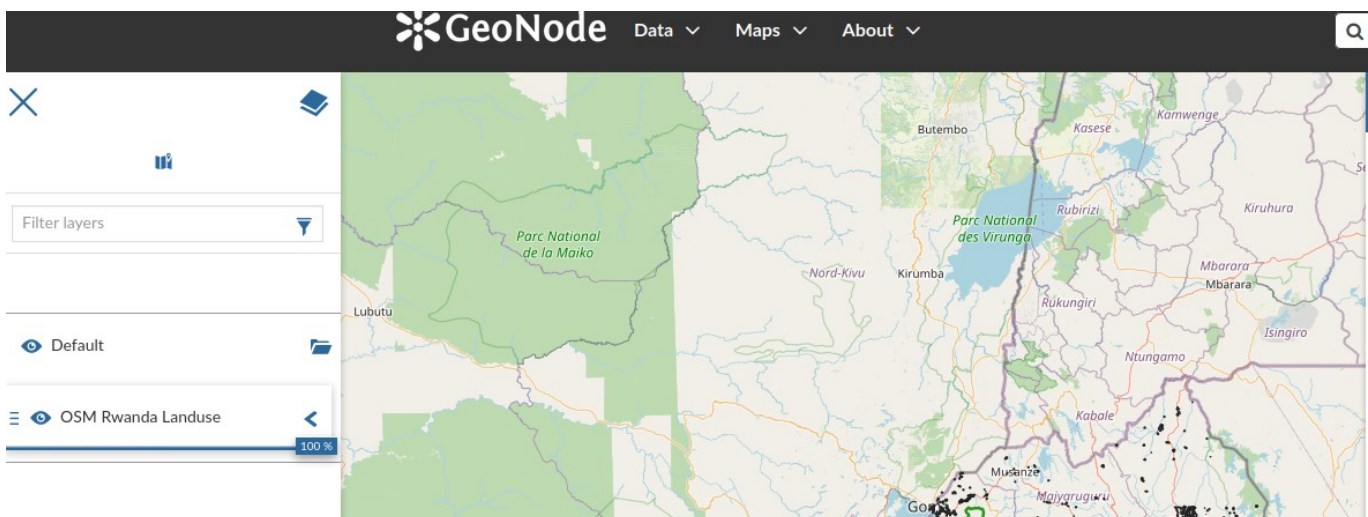 GeoNode Data Maps About
Filter layers
Default
OSM Rwanda Landuse
100 %
Butembo
Kasese
Kamwenge
Parc National
de la Maiko
Parc National
des Virunga
Rubirizi
Kiruhura
Nord-Kivu
Kirumba
Mbarara
Mbarara
Lubutu
Rukungiri
Isingiro
Ntungamo
Kabale
Musanze
Majyaruguru